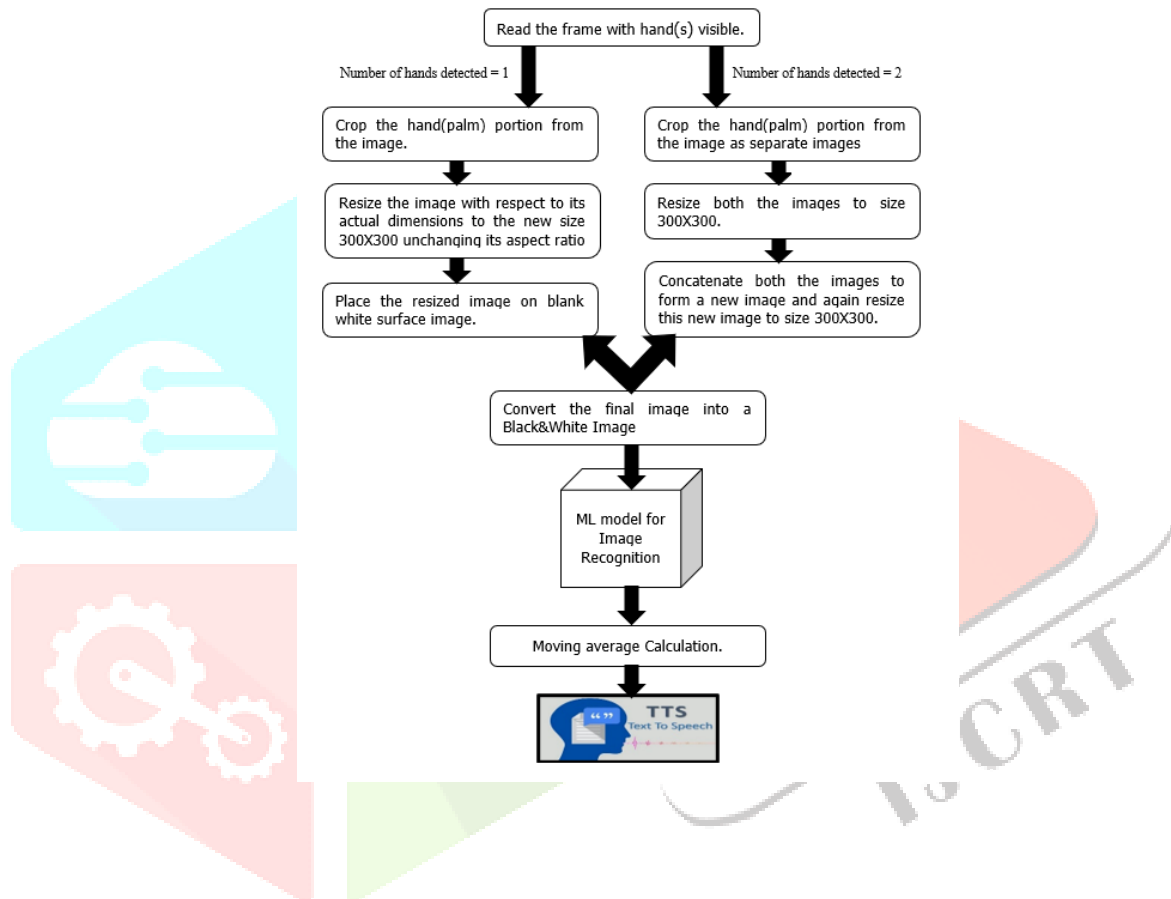 Read the frame with hand(s) visible.
Number of hands detected = 1
Number of hands detected = 2
Crop the hand(palm) portion from
the image.
Crop the hand(palm) portion from
the image as separate images
Resize the image with respect to its
actual dimensions to the new size
300X300 unchanging its aspect ratio
Resize both the images to size
300X300.
Place the resized image on blank
white surface image.
Concatenate both the images to
form a new image and again resize
this new image to size 300X300.
Convert the final image into a
Black&White Image
ML model for
Image
Recognition
Moving average Calculation.
TTS
Text To Speech
IJCRT